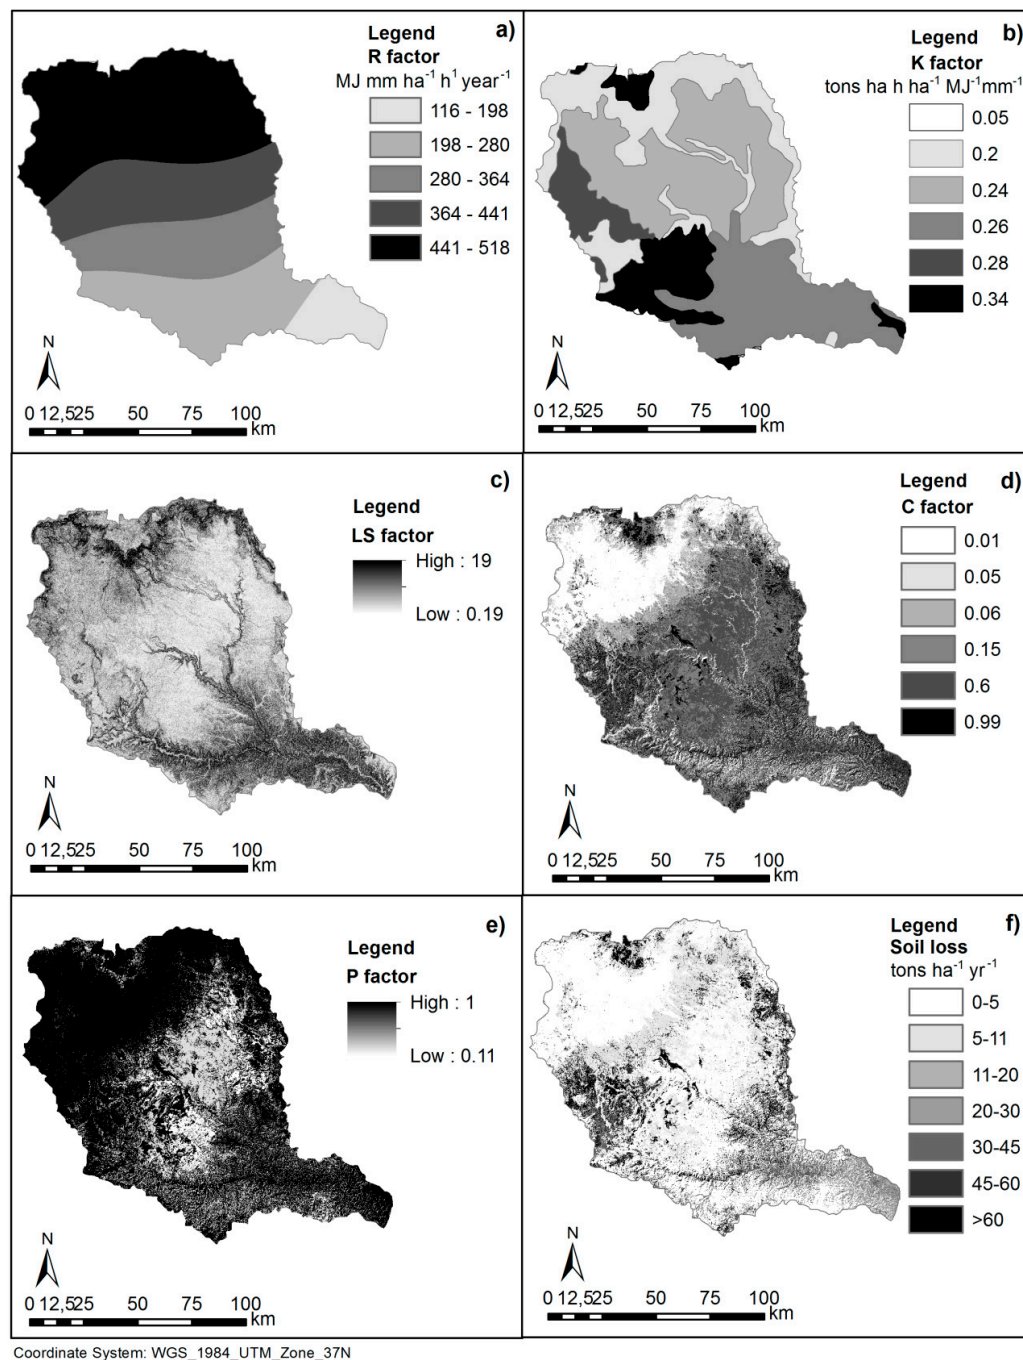 a)
Legend
R factor
MJ mm ha⁻¹ h¹ year⁻¹
116 - 198
198 - 280
280 - 364
364 - 441
441 - 518
N
0 12,525 50 75 100
km
b)
Legend
K factor
tons ha h ha⁻¹ MJ⁻¹mm⁻¹
0.05
0.2
0.24
0.26
0.28
0.34
N
0 12,525 50 75 100
km
c)
Legend
LS factor
High : 19
Low : 0.19
N
0 12,525 50 75 100
km
d)
Legend
C factor
0.01
0.05
0.06
0.15
0.6
0.99
N
0 12,525 50 75 100
km
e)
Legend
P factor
High : 1
Low : 0.11
N
0 12,525 50 75 100
km
f)
Legend
Soil loss
tons ha⁻¹ yr⁻¹
0-5
5-11
11-20
20-30
30-45
45-60
>60
N
0 12,525 50 75 100
km
Coordinate System: WGS_1984_UTM_Zone_37N